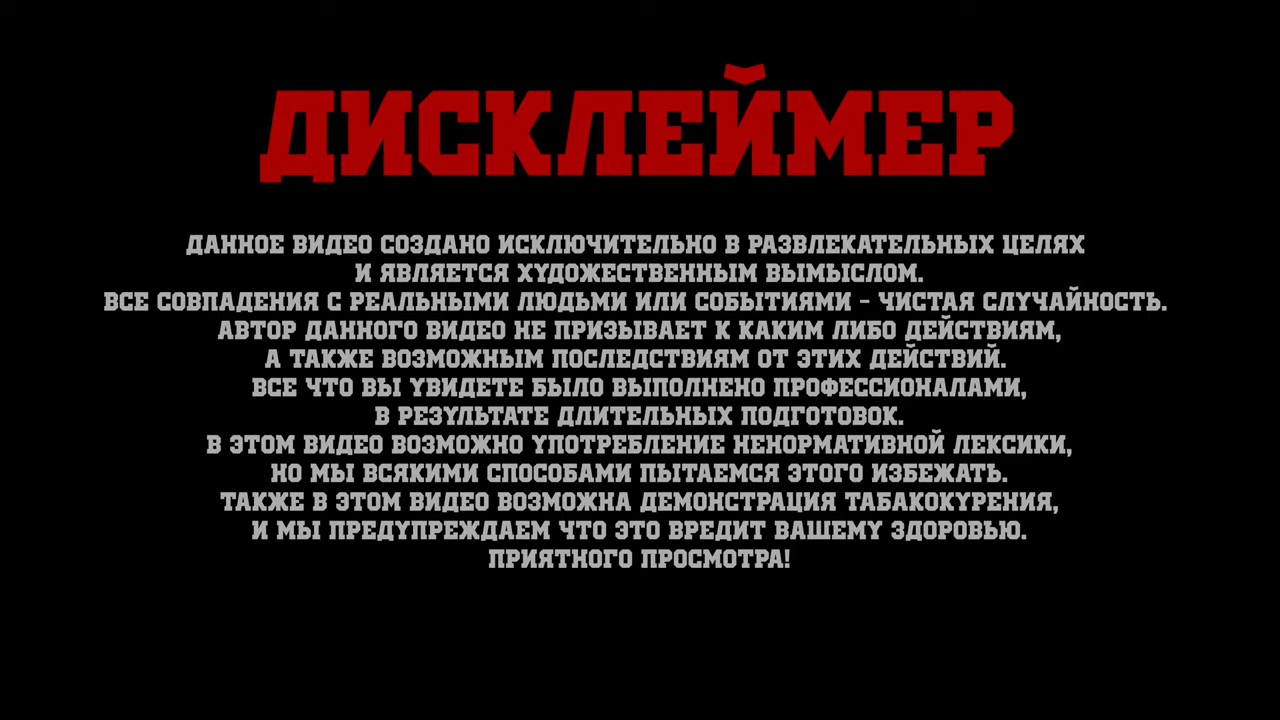 ДИСКЛЕЙМЕР
ДАННОЕ ВИДЕО СОЗДАНО ИСКЛЮЧИТЕЛЬНО В РАЗВЛЕКАТЕЛЬНЫХ ЦЕЛЯХ
И ЯВЛЯЕТСЯ ХУДОЖЕСТВЕННЫМ ВЫМЫСЛОМ.
ВСЕ СОВПАДЕНИЯ С РЕАЛЬНЫМИ ЛЮДЬМИ ИЛИ СОБЫТИЯМИ - ЧИСТАЯ СЛУЧАЙНОСТЬ.
АВТОР ДАННОГО ВИДЕО НЕ ПРИЗЫВАЕТ К КАКИМ ЛИБО ДЕЙСТВИЯМ,
А ТАКЖЕ ВОЗМОЖНЫМ ПОСЛЕДСТВИЯМ ОТ ЭТИХ ДЕЙСТВИЙ.
ВСЕ ЧТО ВЫ УВИДЕТЕ БЫЛО ВЫПОЛНЕНО ПРОФЕССИОНАЛАМИ,
В РЕЗУЛЬТАТЕ ДЛИТЕЛЬНЫХ ПОДГОТОВОК.
В ЭТОМ ВИДЕО ВОЗМОЖНО УПОТРЕБЛЕНИЕ НЕНОРМАТИВНОЙ ЛЕКСИКИ,
НО МЫ ВСЯКИМИ СПОСОБАМИ ПЫТАЕМСЯ ЭТОГО ИЗБЕЖАТЬ.
ТАКЖЕ В ЭТОМ ВИДЕО ВОЗМОЖНА ДЕМОНСТРАЦИЯ ТАБАКОКУРЕНИЯ,
И МЫ ПРЕДУПРЕЖДАЕМ ЧТО ЭТО ВРЕДИТ ВАШЕМУ ЗДОРОВЬЮ.
ПРИЯТНОГО ПРОСМОТРА!